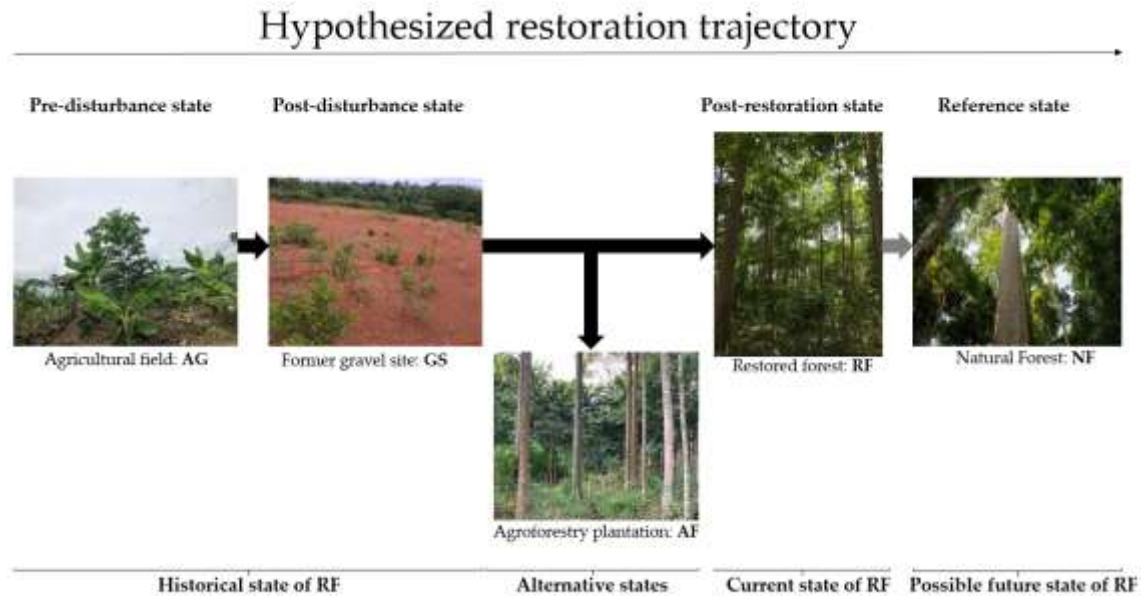 Hypothesized restoration trajectory
Pre-disturbance state
Post-disturbance state
Post-restoration state
Reference state
Agricultural field: AG
Former gravel site: GS
Restored forest: RF
Natural Forest: NF
Agroforestry plantation: AF
Historical state of RF
Alternative states
Current state of RF
Possible future state of RF